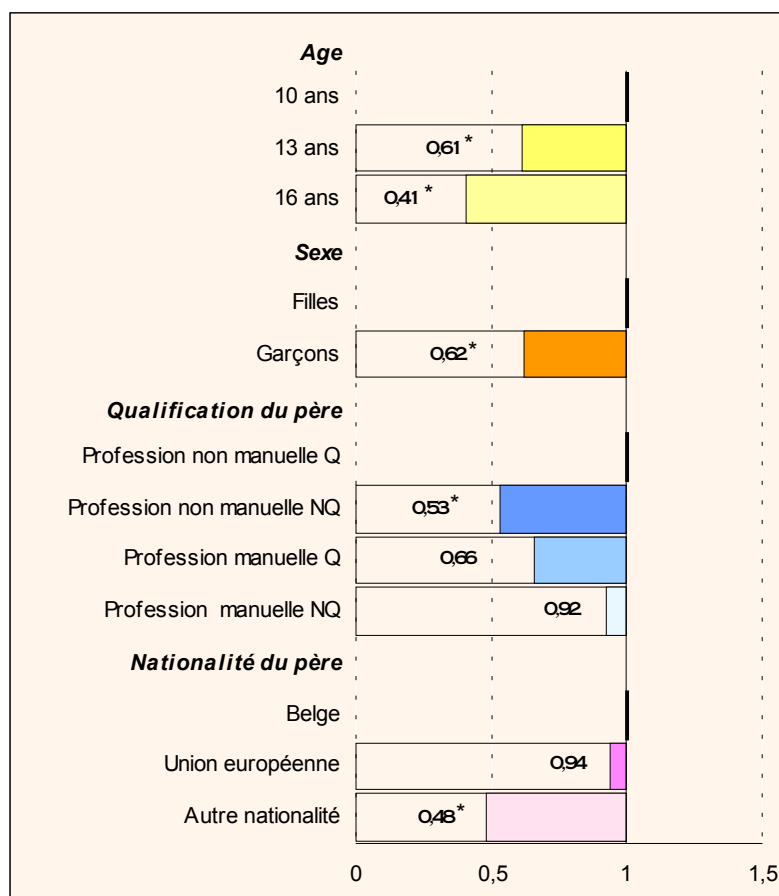 Age
10 ans
13 ans 0,61 *
16 ans 0,41 *
Sexe
Filles
Garçons 0,62 *
Qualification du père
Profession non manuelle Q
Profession non manuelle NQ 0,53 *
Profession manuelle Q 0,66
Profession manuelle NQ 0,92
Nationalité du père
Belge
Union européenne 0,94
Autre nationalité 0,48 *
0 0,5 1 1,5